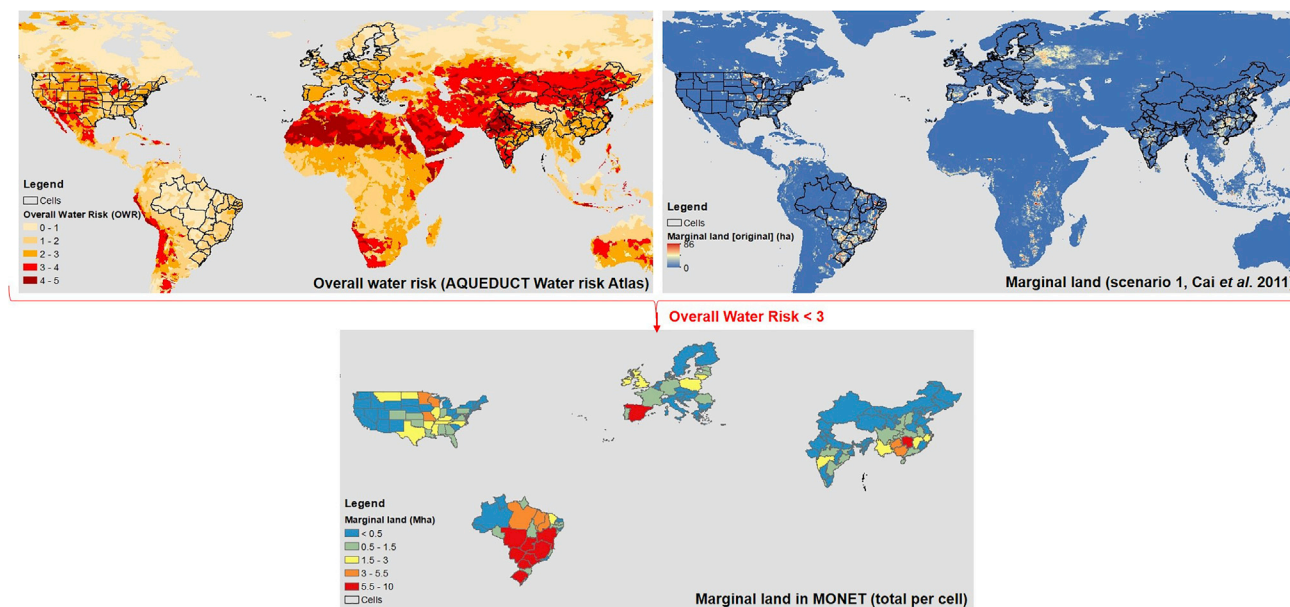 Legend
Cells
Overall Water Risk (OWR)
0 - 1
1 - 2
2 - 3
3 - 4
4 - 5
Overall water risk (AQUEDUCT Water risk Atlas)
Legend
Cells
Marginal land [original] (ha)
86
0
Marginal land (scenario 1, Cai et al. 2011
Overall Water Risk < 3
Legend
Marginal land (Mha)
< 0.5
0.5 - 1.5
1.5 - 3
3 - 5.5
5.5 - 10
Cells
Marginal land in MONET (total per cell)